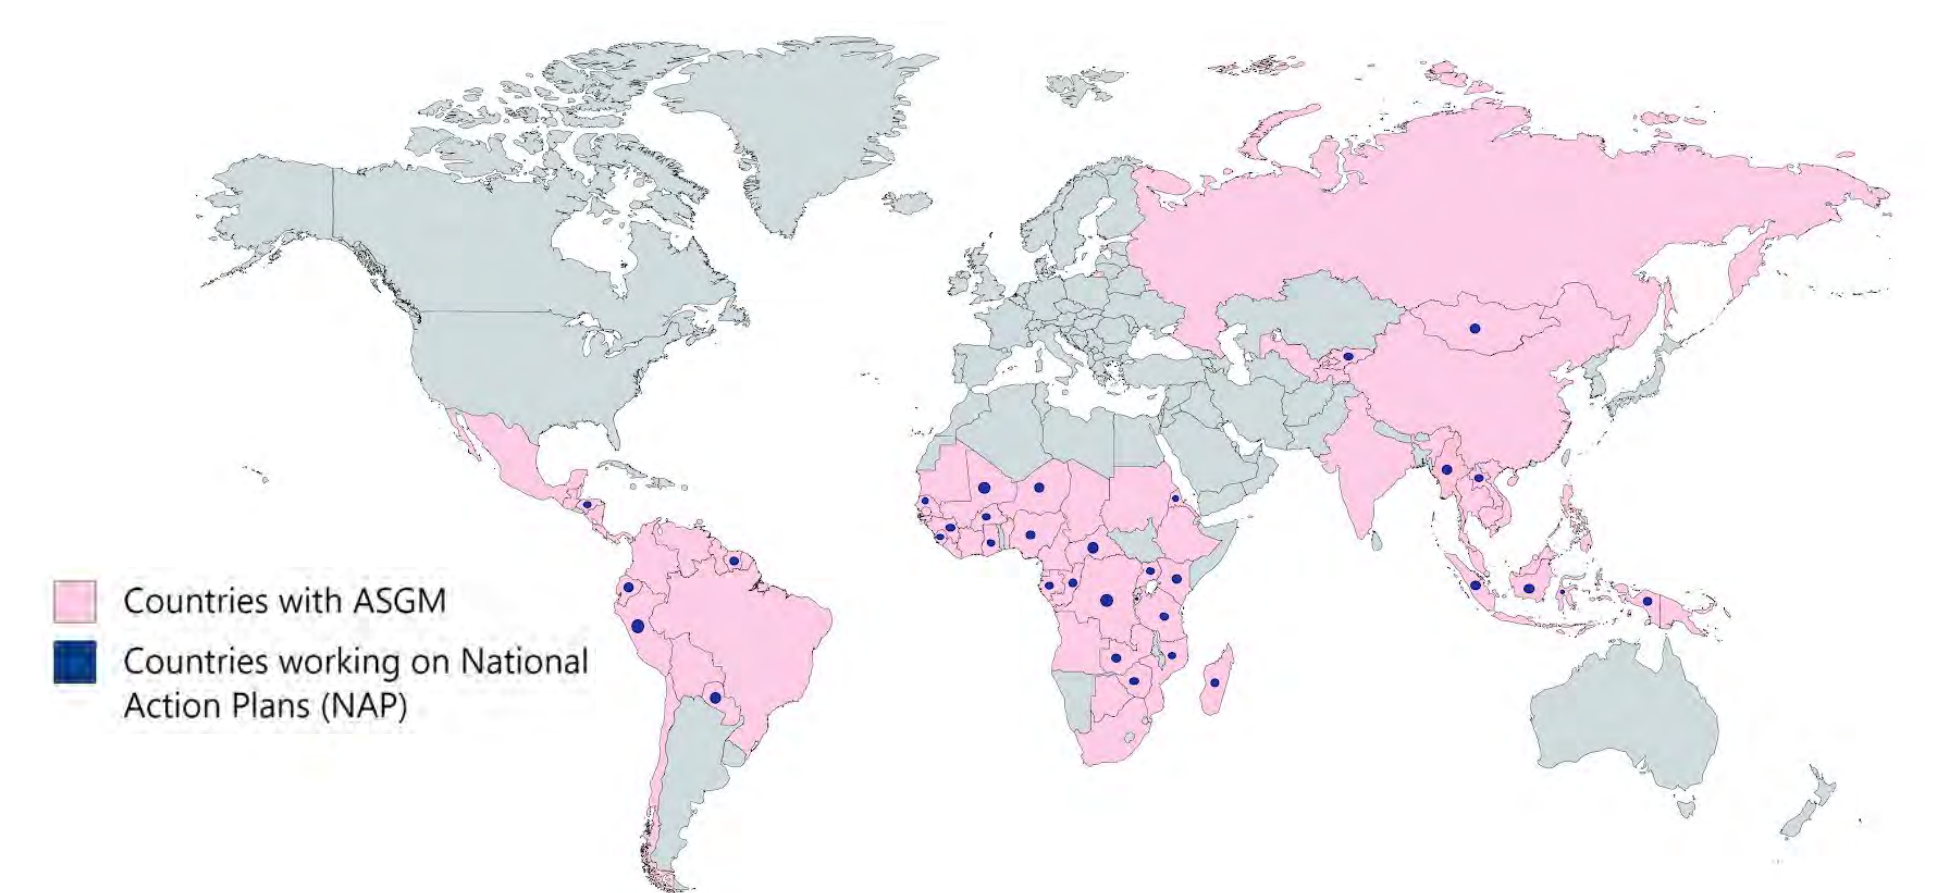 Countries with ASGM
Countries working on National
Action Plans (NAP)